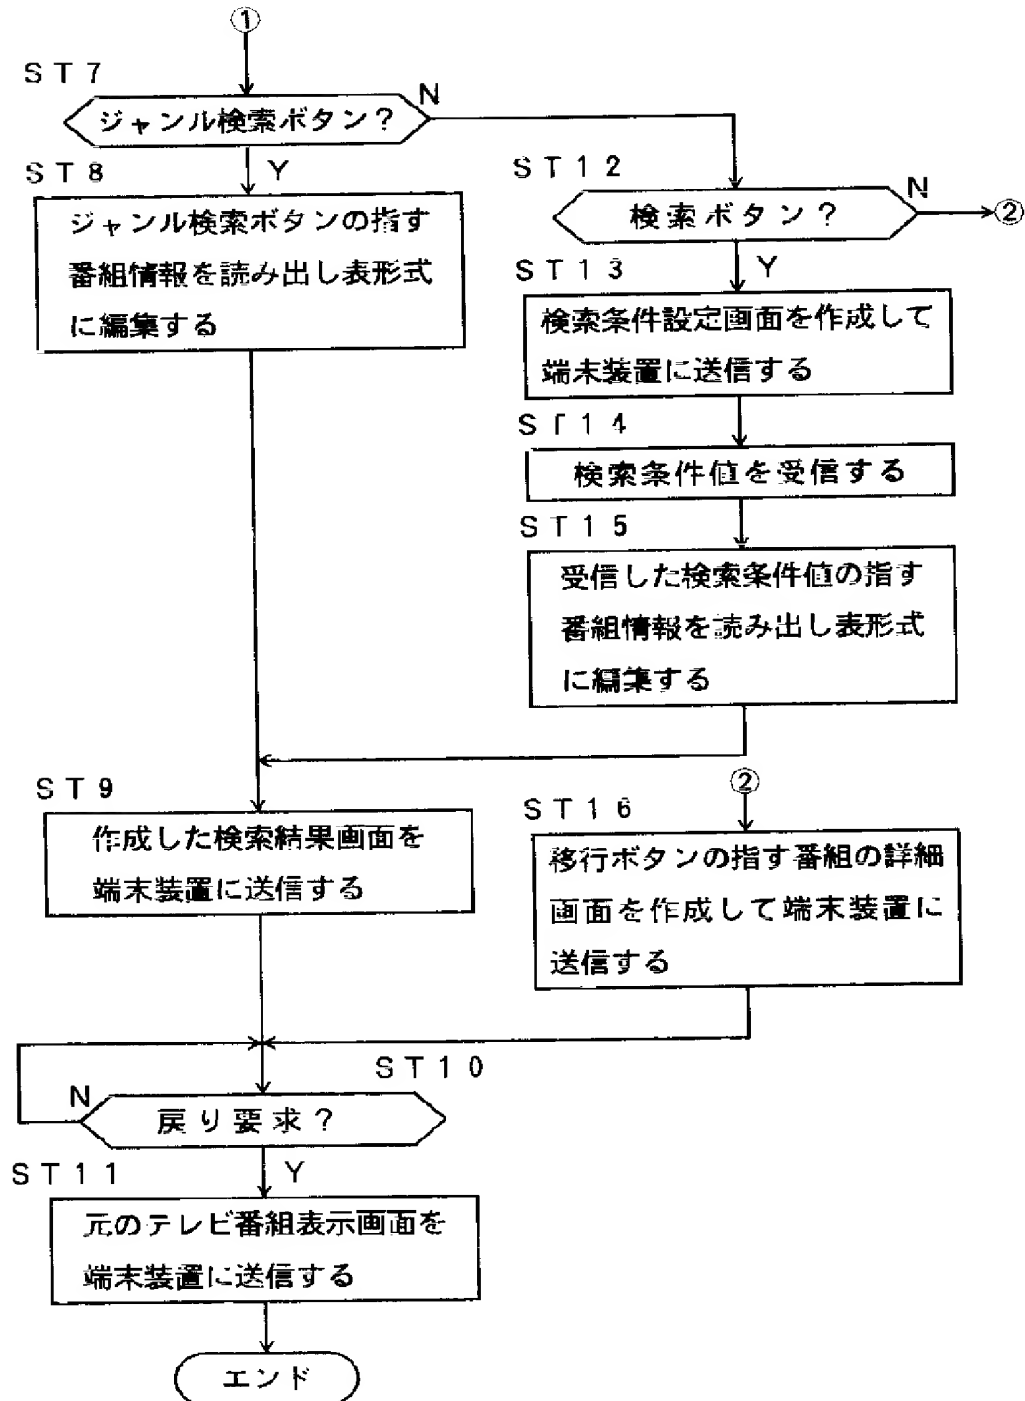 ①
ST7
ジャンル検索ボタン?
N
Y
ST8
ジャンル検索ボタンの指す
番組情報を読み出し表形式
に編集する
ST12
検索ボタン?
N
②
Y
ST13
検索条件設定画面を作成して
端末装置に送信する
ST14
検索条件値を受信する
ST15
受信した検索条件値の指す
番組情報を読み出し表形式
に編集する
ST9
作成した検索結果画面を
端末装置に送信する
②
ST16
移行ボタンの指す番組の詳細
画面を作成して端末装置に
送信する
ST10
N
戻り要求?
Y
ST11
元のテレビ番組表示画面を
端末装置に送信する
エンド